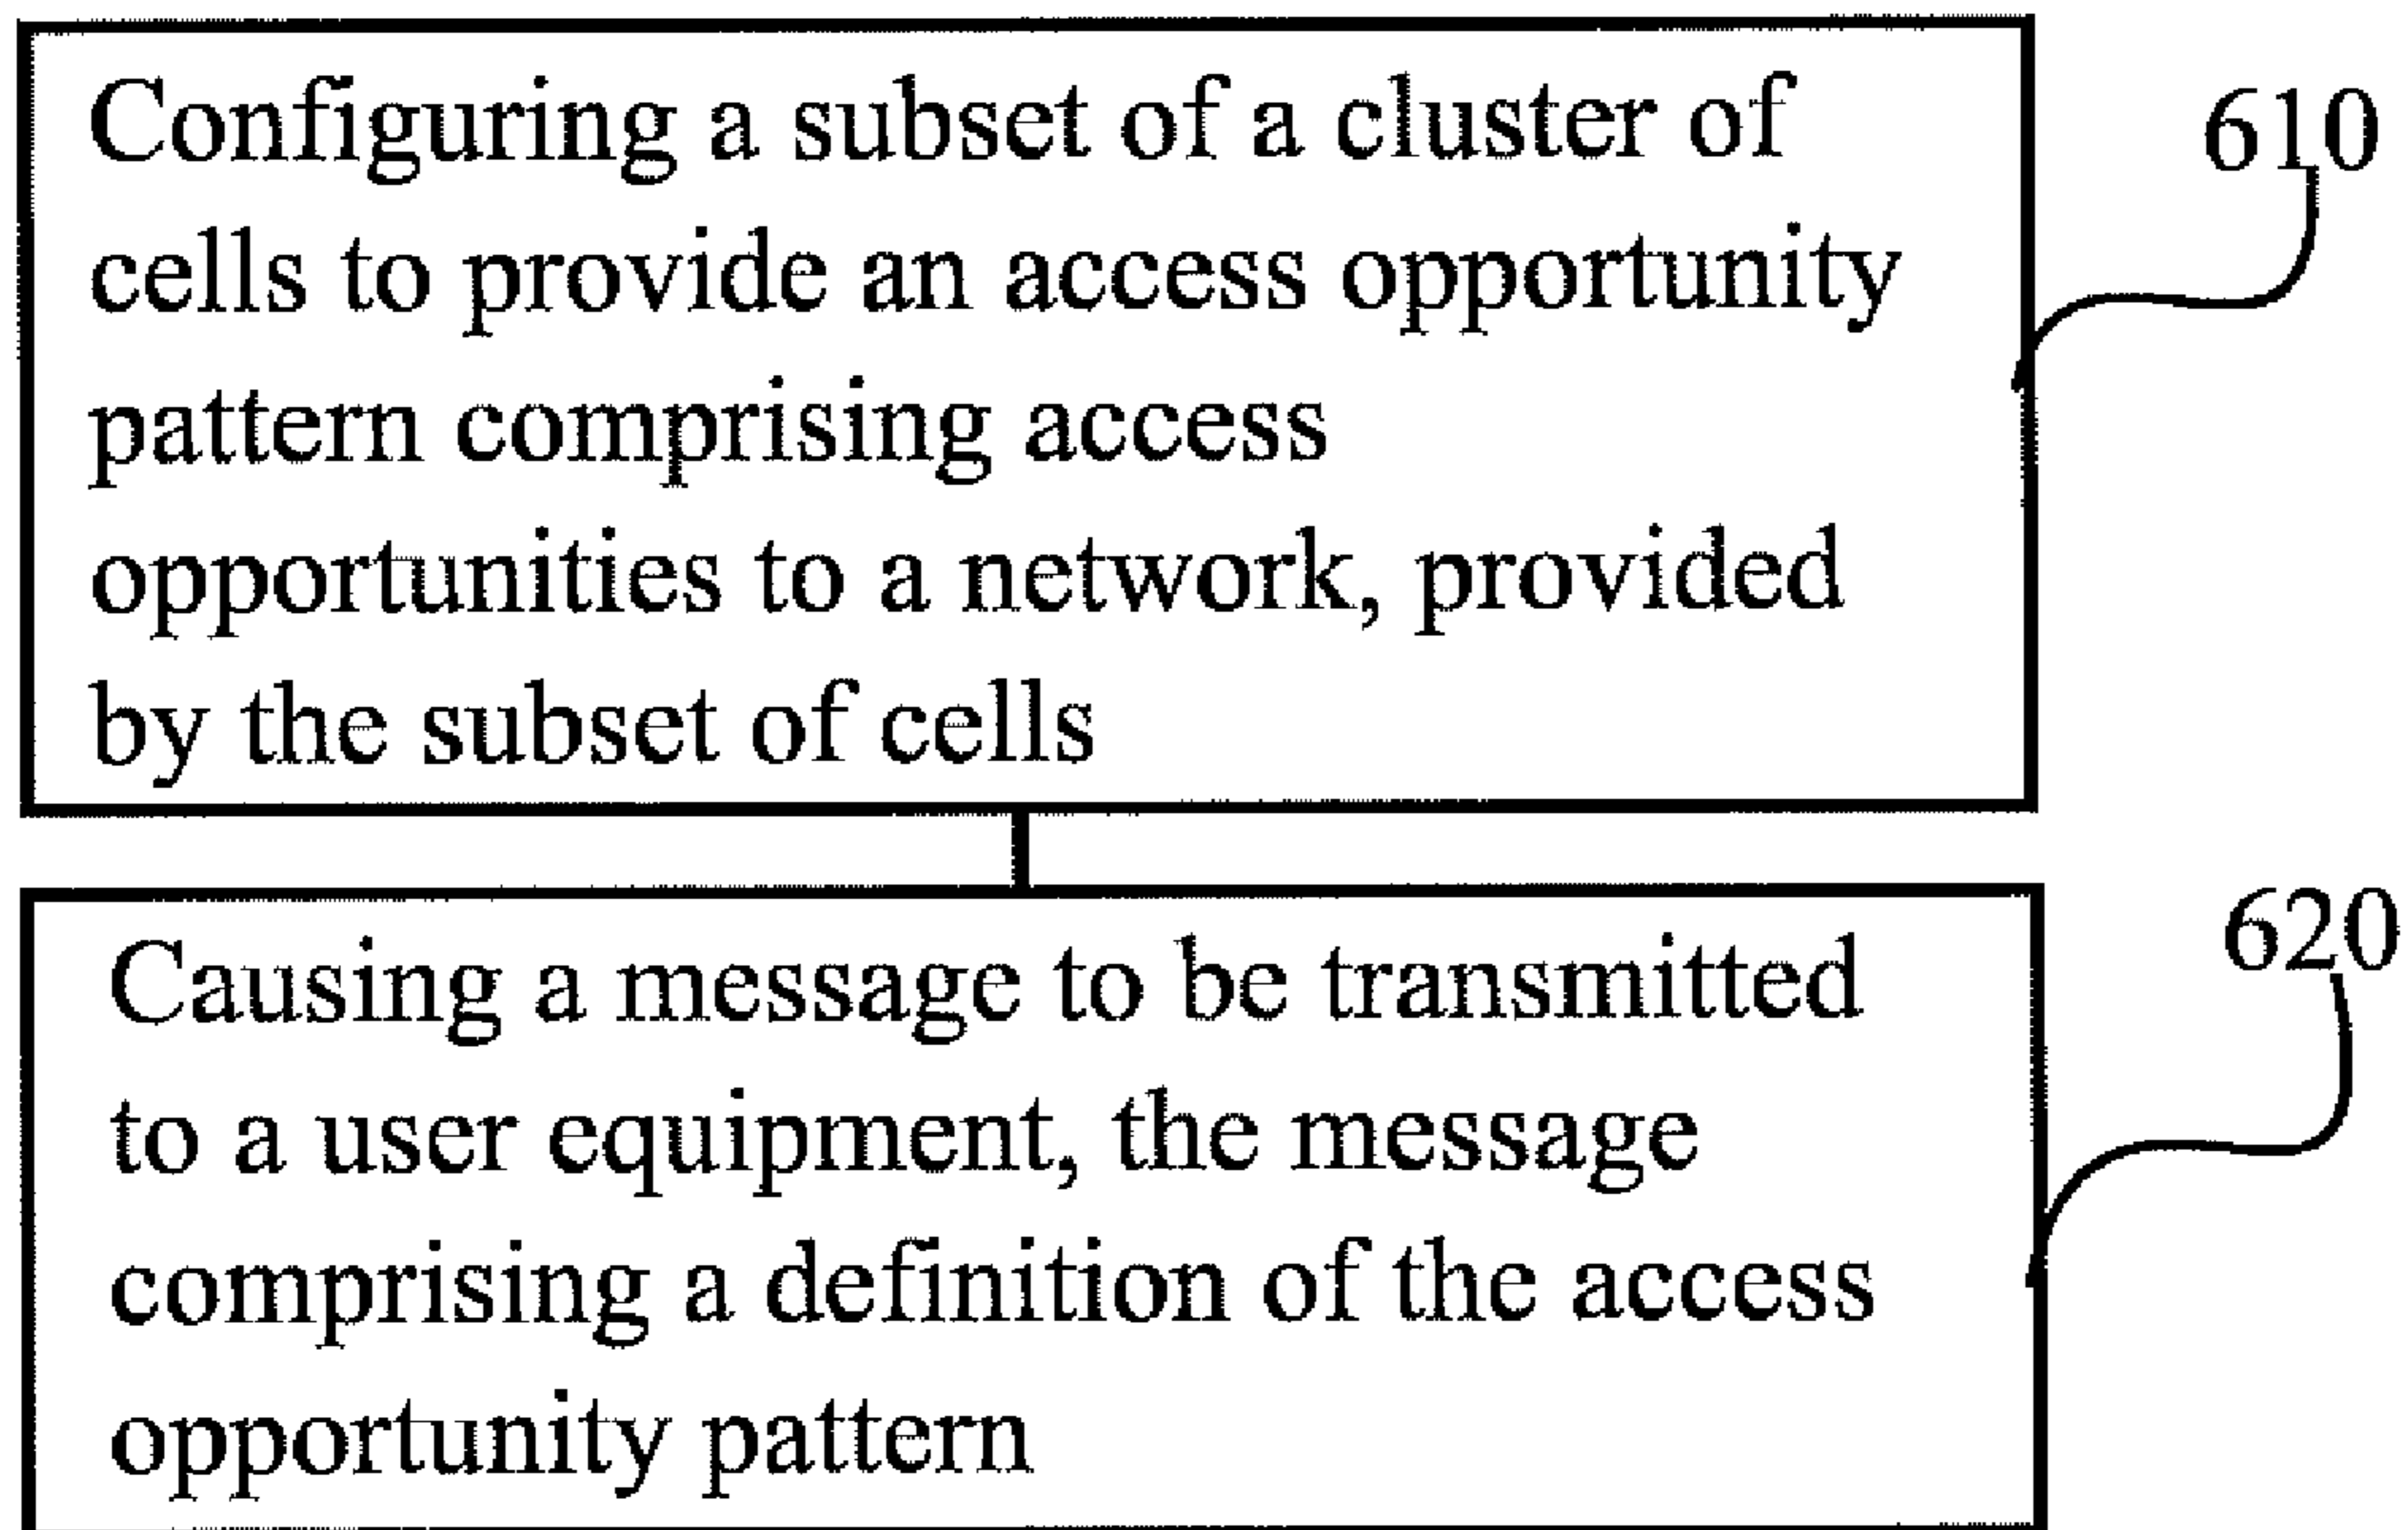 Configuring a subset of a cluster of
cells to provide an access opportunity
pattern comprising access
opportunities to a network, provided
by the subset of cells
610
Causing a message to be transmitted
to a user equipment, the message
comprising a definition of the access
opportunity pattern
620